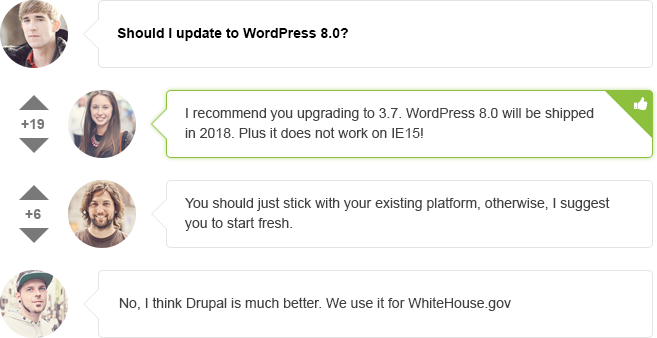 Should I update to WordPress 8.0?
+19
I recommend you upgrading to 3.7. WordPress 8.0 will be shipped
in 2018. Plus it does not work on IE15!
+6
You should just stick with your existing platform, otherwise, I suggest
you to start fresh.
No, I think Drupal is much better. We use it for WhiteHouse.gov